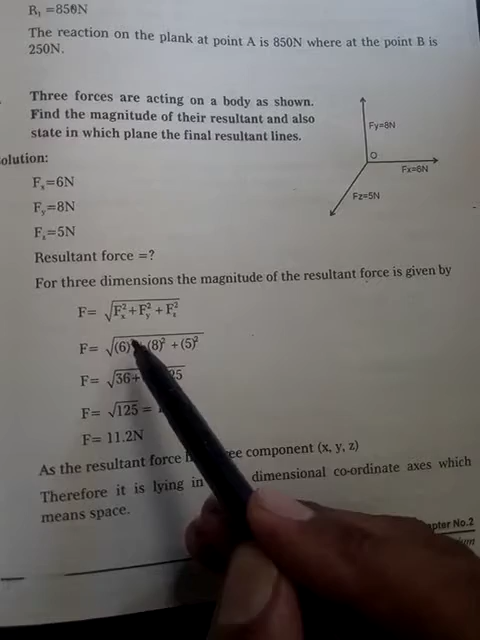 R₁ =850N
The reaction on the plank at point A is 850N where at the point B is
250N.
Three forces are acting on a body as shown.
Find the magnitude of their resultant and also
state in which plane the final resultant lines.
Fy=8N
O
Fx=6N
Fz=5N
olution:
Fₓ=6N
Fᵧ=8N
F_z=5N
Resultant force =?
For three dimensions the magnitude of the resultant force is given by
F= √(Fₓ²+Fᵧ²+F_z²)
F= √(6)² (8)² +(5)²
F= √36+ 25
F= √125 =
F= 11.2N
As the resultant force component (x, y, z)
Therefore it is lying in dimensional co-ordinate axes which
means space.
pter No.2